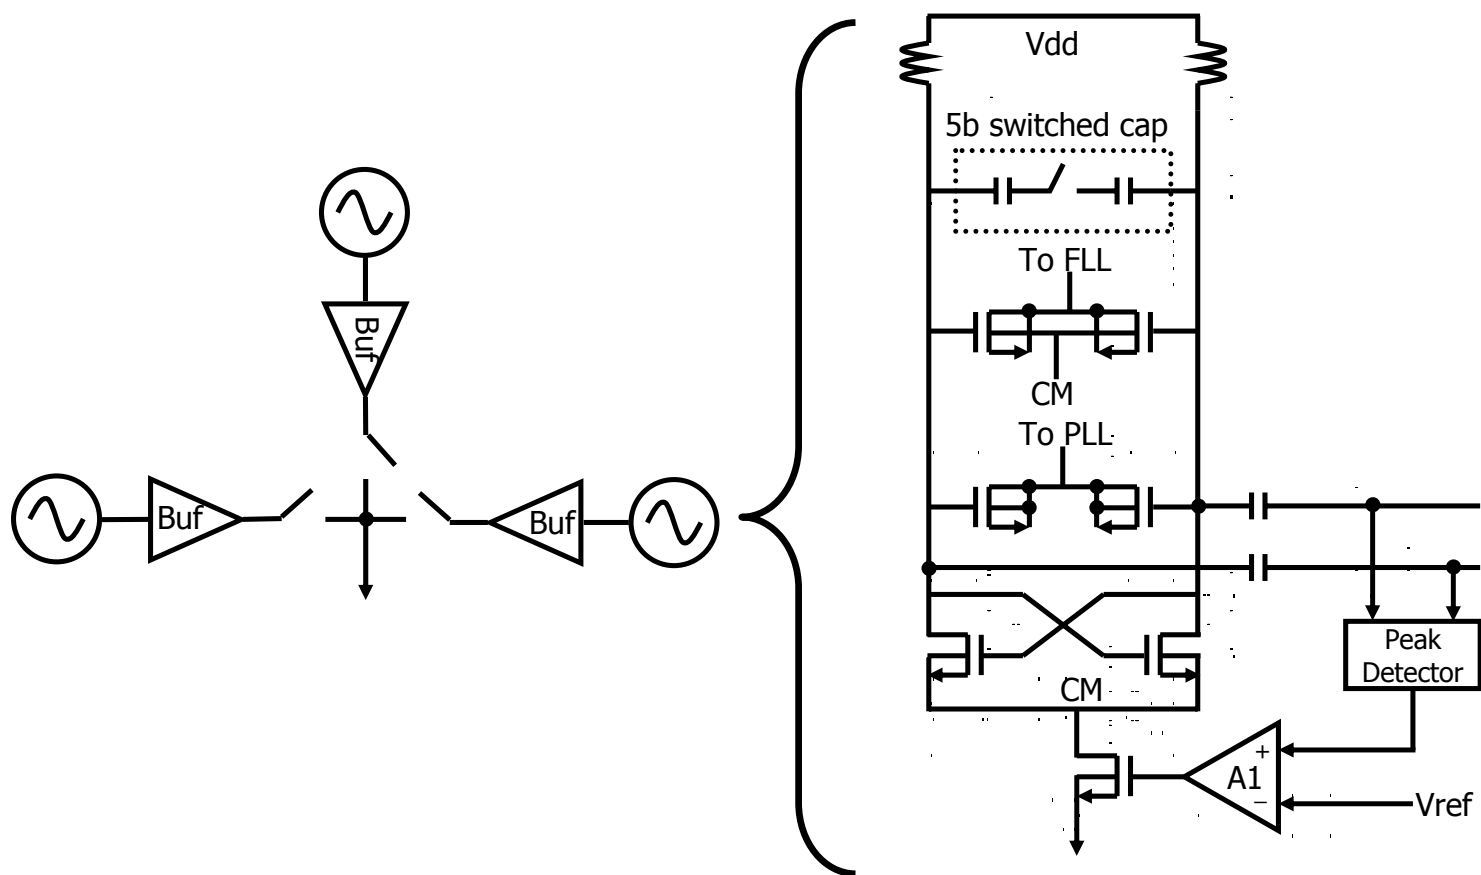 Vdd
5b switched cap
To FLL
Buf
CM
To PLL
Buf
Buf
Peak
Detector
CM
+
A1
−
Vref